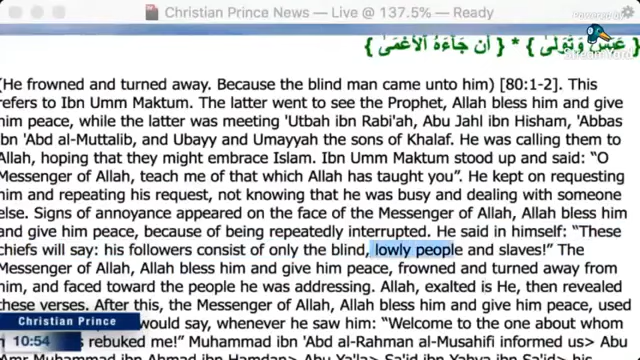 Christian Prince News — Live @ 137.5% — Ready
Powered by
{ عَبَسَ وَتَوَلَّىٰ } * { أَن جَآءَهُ ٱلأَعْمَىٰ }
(He frowned and turned away. Because the blind man came unto him) [80:1-2]. This
refers to Ibn Umm Maktum. The latter went to see the Prophet, Allah bless him and give
him peace, while the latter was meeting 'Utbah ibn Rabi'ah, Abu Jahl ibn Hisham, 'Abbas
ibn 'Abd al-Muttalib, and Ubayy and Umayyah the sons of Khalaf. He was calling them to
Allah, hoping that they might embrace Islam. Ibn Umm Maktum stood up and said: "O
Messenger of Allah, teach me of that which Allah has taught you". He kept on requesting
him and repeating his request, not knowing that he was busy and dealing with someone
else. Signs of annoyance appeared on the face of the Messenger of Allah, Allah bless him
and give him peace, because of being repeatedly interrupted. He said in himself: "These
chiefs will say: his followers consist of only the blind, lowly people and slaves!" The
Messenger of Allah, Allah bless him and give him peace, frowned and turned away from
him, and faced toward the people he was addressing. Allah, exalted is He, then revealed
these verses. After this, the Messenger of Allah, Allah bless him and give him peace, used
Christian Prince
would say, whenever he saw him: "Welcome to the one about whom
10:54
rebuked me!" Muhammad ibn 'Abd al-Rahman al-Musahifi informed us>